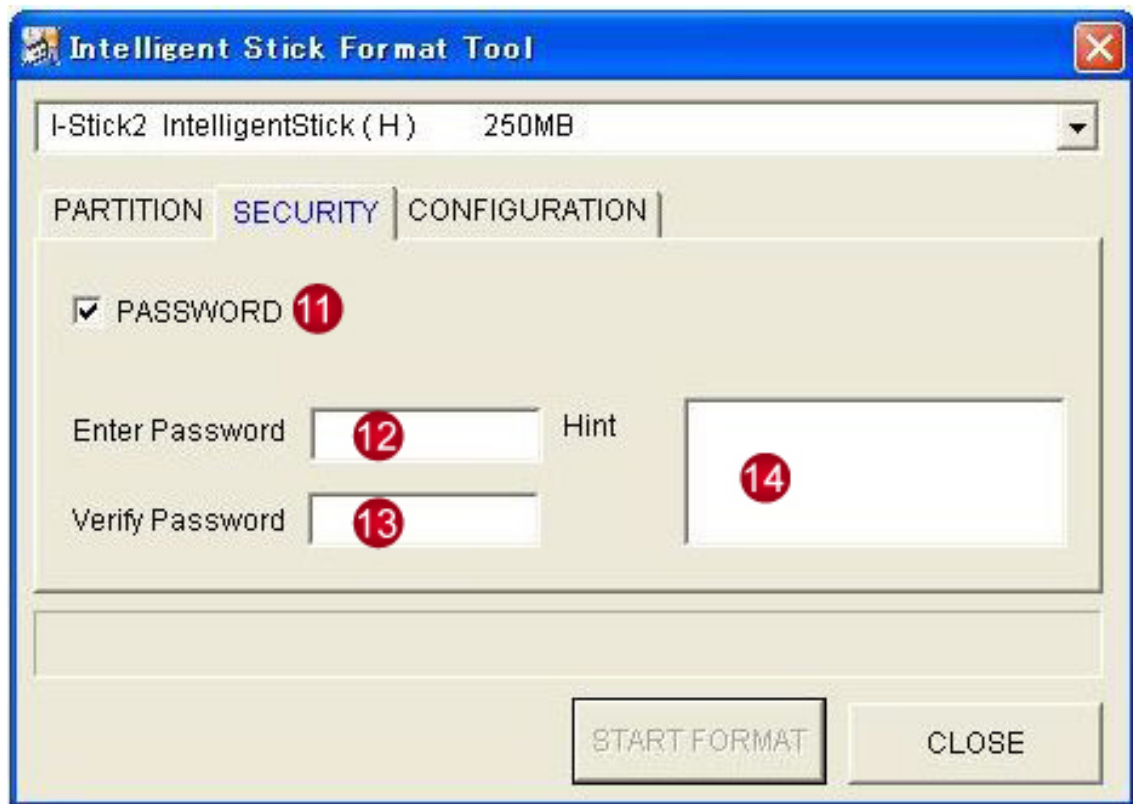 Intelligent Stick Format Tool
I-Stick2 IntelligentStick ( H ) 250MB
PARTITION SECURITY CONFIGURATION
PASSWORD 11
Enter Password 12 Hint 14
Verify Password 13
START FORMAT CLOSE